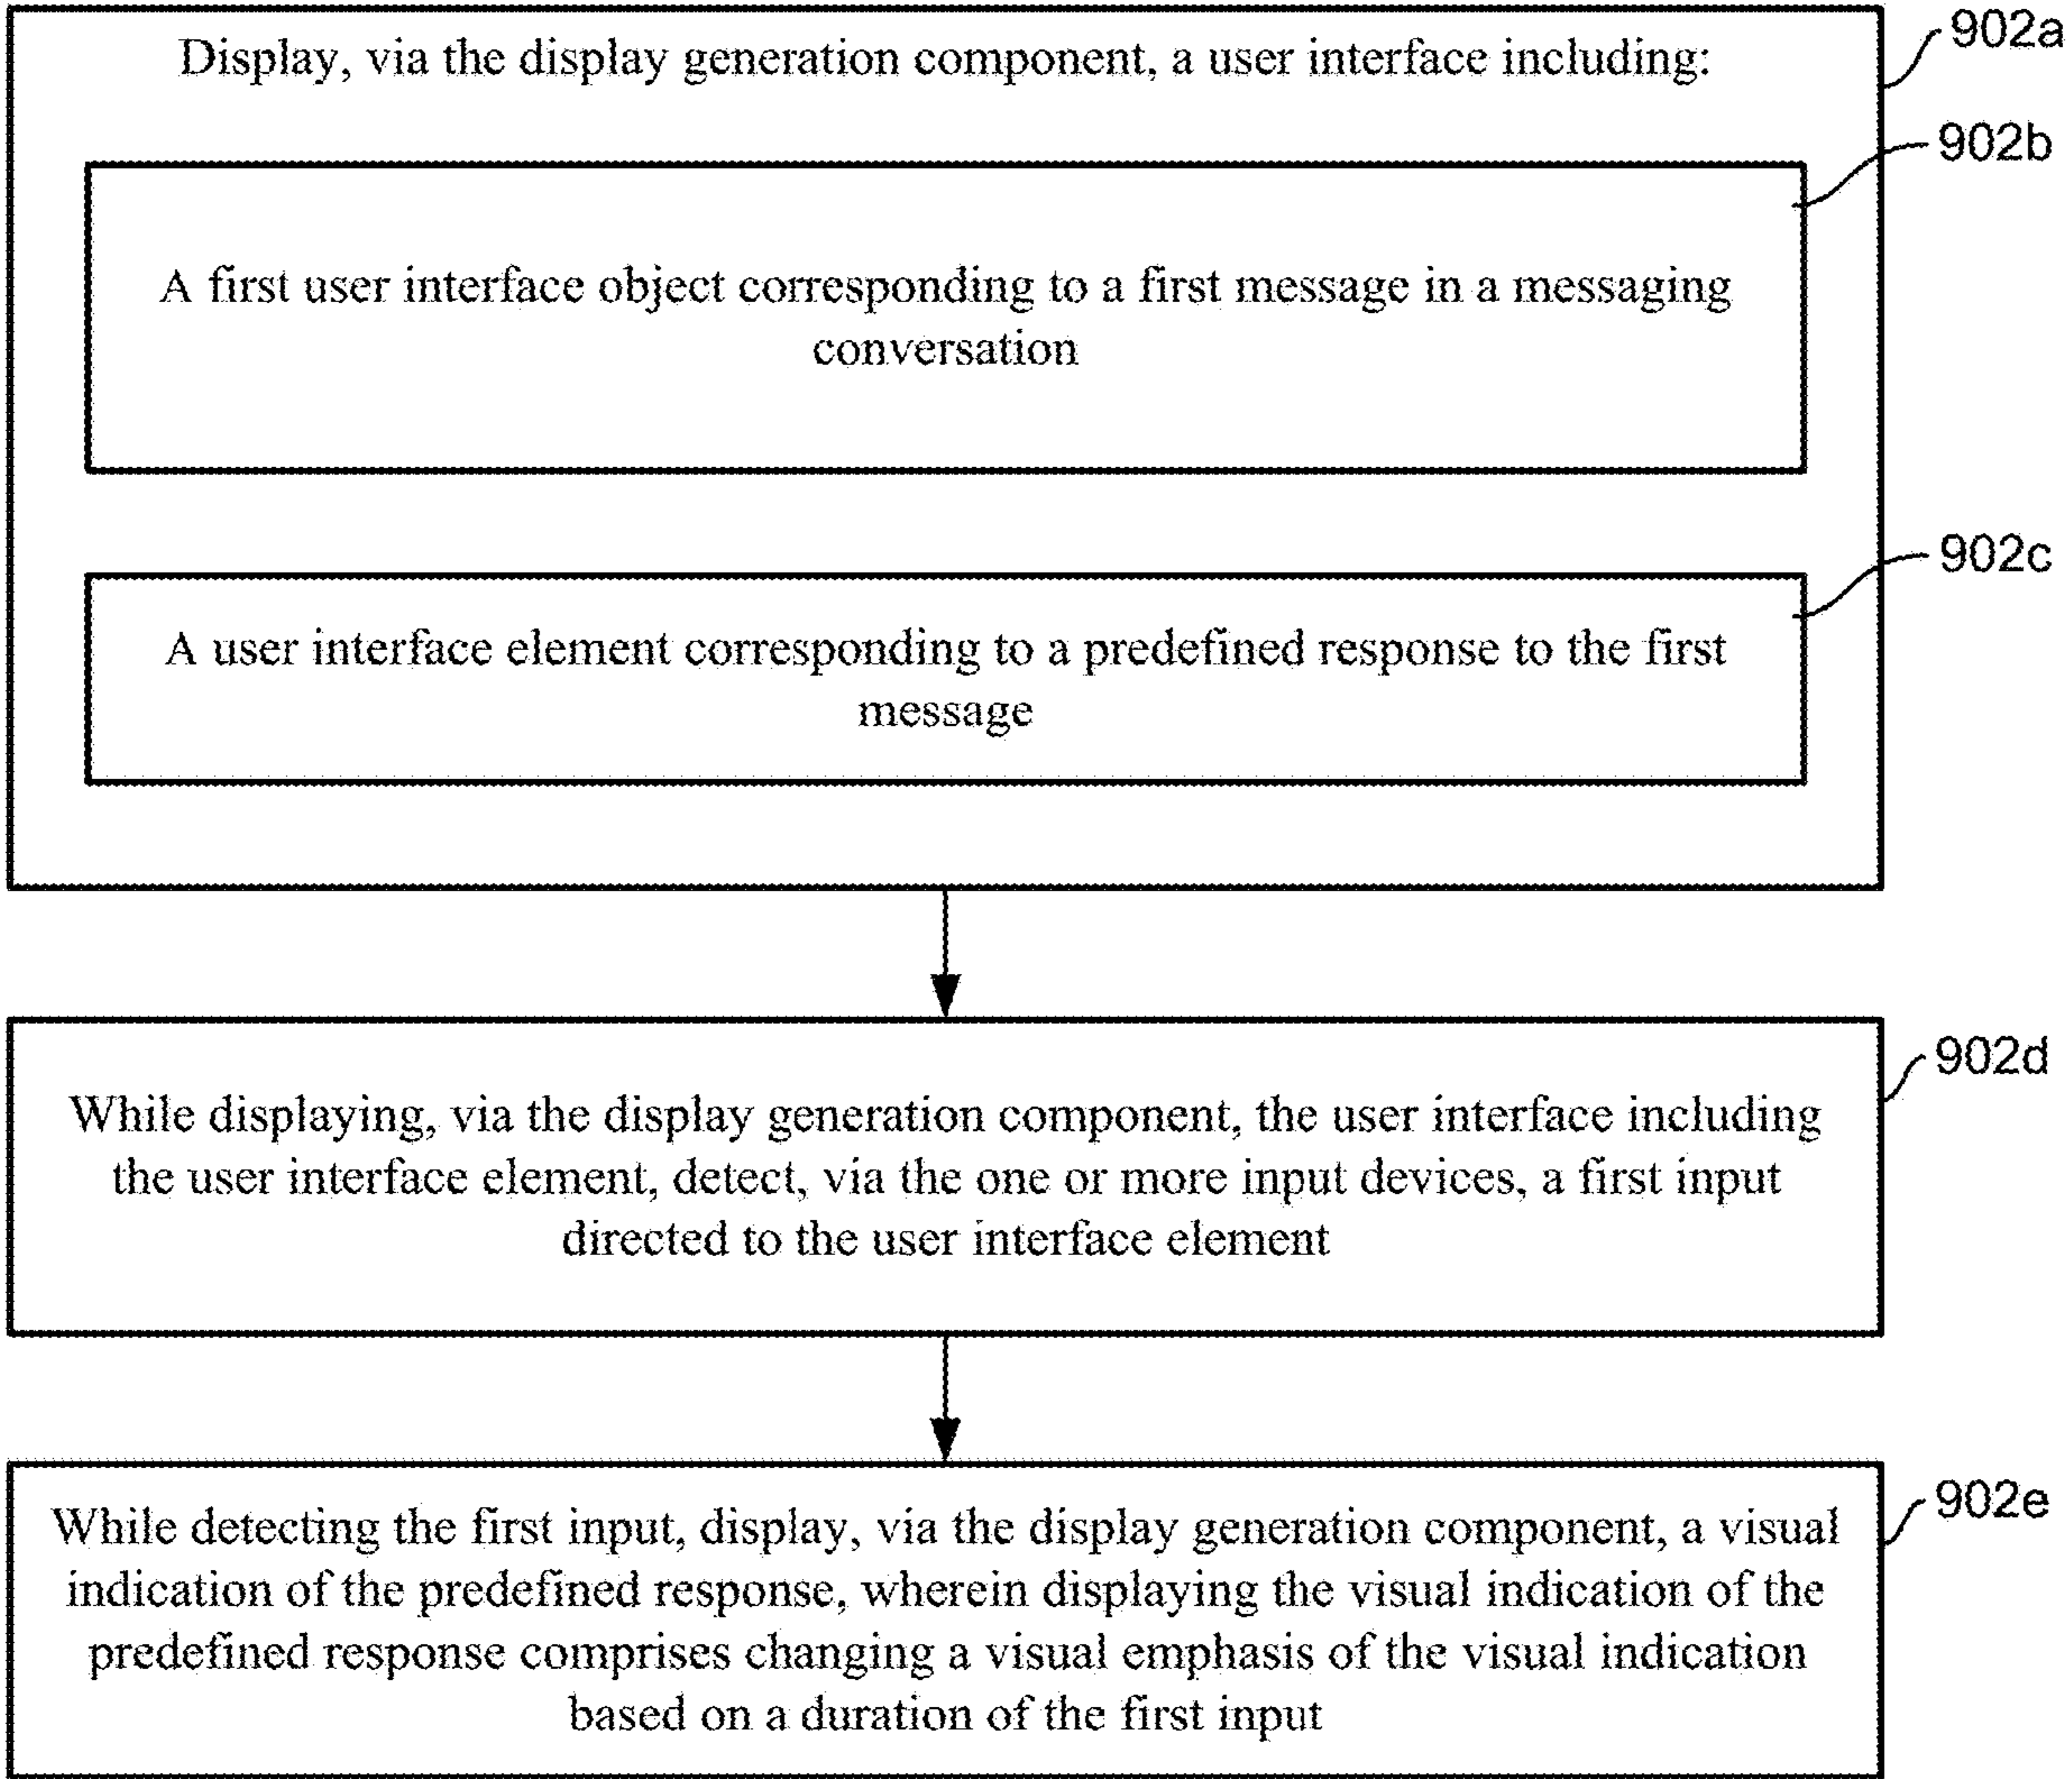 Display, via the display generation component, a user interface including:
902a
902b
A first user interface object corresponding to a first message in a messaging
conversation
902c
A user interface element corresponding to a predefined response to the first
message
902d
While displaying, via the display generation component, the user interface including
the user interface element, detect, via the one or more input devices, a first input
directed to the user interface element
902e
While detecting the first input, display, via the display generation component, a visual
indication of the predefined response, wherein displaying the visual indication of the
predefined response comprises changing a visual emphasis of the visual indication
based on a duration of the first input